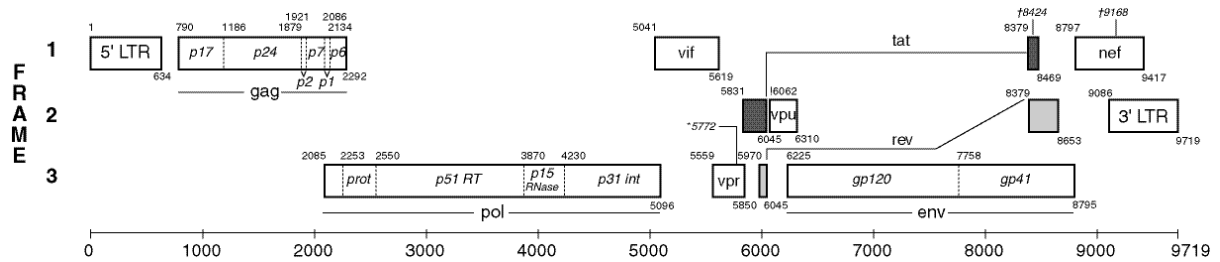 1921 2086 †8424 †9168
1 790 1186 1879 2134 5041 8379 8797
1 5' LTR p17 p24 p7 p6 vif tat nef
634 p2 p1 2292 5619 8469 9417
gag
FRAME
5831 6062 8379 9086
2 vpu 3' LTR
*5772 6045 6310 rev 8653 9719
2085 2253 2550 3870 4230 5559 5970 6225 7758
3 prot p51 RT p15 RNase p31 int vpr gp120 gp41
5096 5850 6045 8795
pol env
0 1000 2000 3000 4000 5000 6000 7000 8000 9000 9719